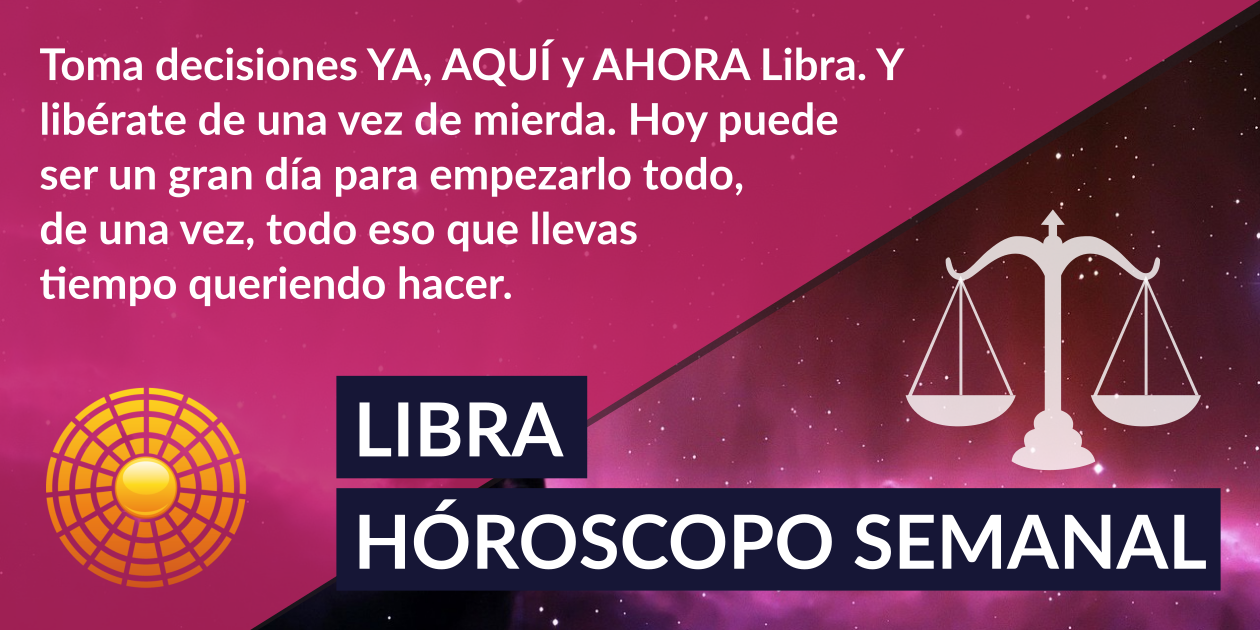 Toma decisiones YA, AQUÍ y AHORA Libra. Y
libérate de una vez de mierda. Hoy puede
ser un gran día para empezarlo todo,
de una vez, todo eso que llevas
tiempo queriendo hacer.
LIBRA
HÓROSCOPO SEMANAL